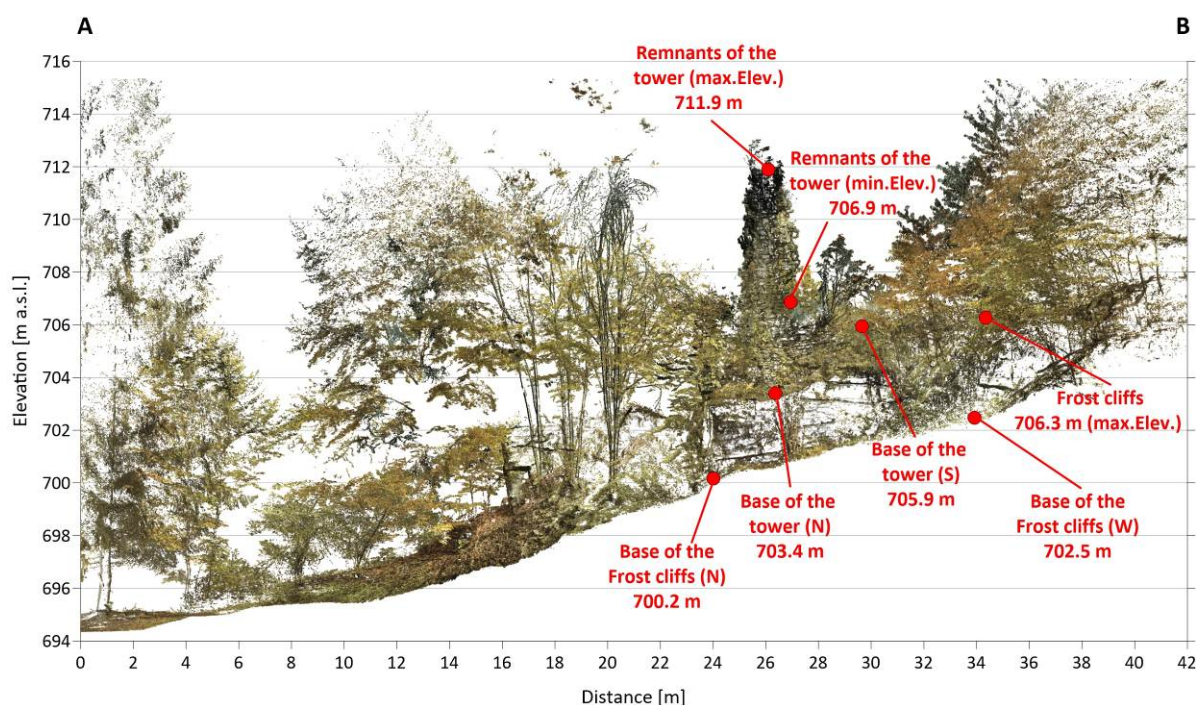 A
B
Remnants of the
tower (max.Elev.)
711.9 m
Remnants of the
tower (min.Elev.)
706.9 m
Frost cliffs
706.3 m (max.Elev.)
Base of the
tower (S)
705.9 m
Base of the
Frost cliffs (W)
702.5 m
Base of the
tower (N)
703.4 m
Base of the
Frost cliffs (N)
700.2 m
Elevation [m a.s.l.]
716
714
712
710
708
706
704
702
700
698
696
694
0 2 4 6 8 10 12 14 16 18 20 22 24 26 28 30 32 34 36 38 40 42
Distance [m]